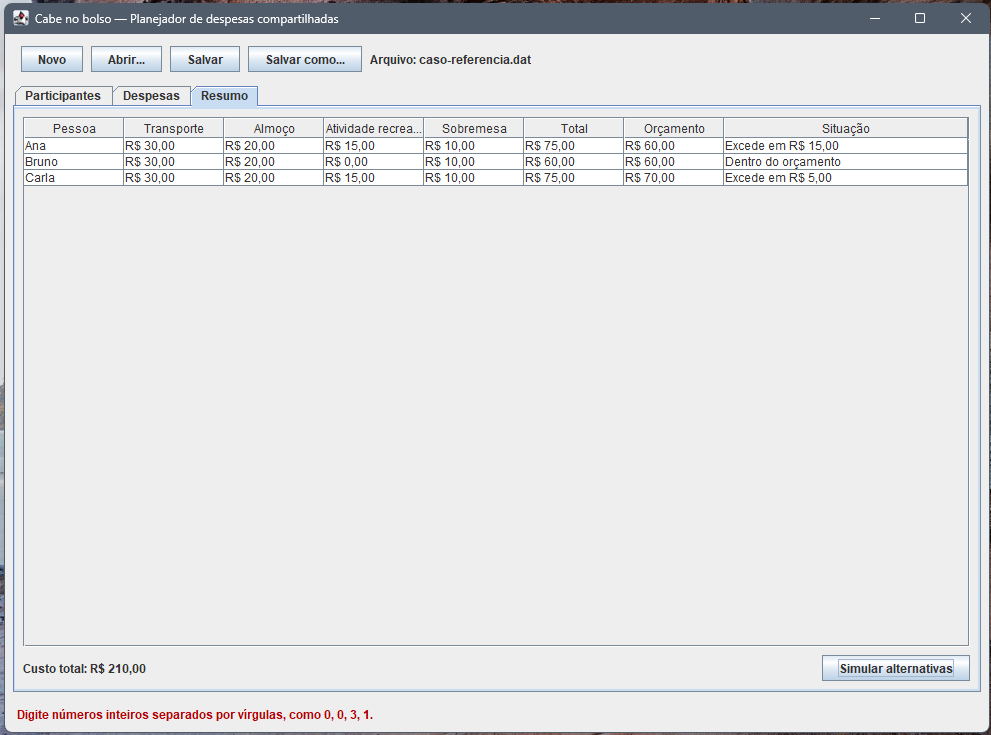 Cabe no bolso — Planejador de despesas compartilhadas
Novo Abrir... Salvar Salvar como... Arquivo: caso-referencia.dat
Participantes Despesas Resumo
Pessoa Transporte Almoço Atividade recrea... Sobremesa Total Orçamento Situação
Ana R$ 30,00 R$ 20,00 R$ 15,00 R$ 10,00 R$ 75,00 R$ 60,00 Excede em R$ 15,00
Bruno R$ 30,00 R$ 20,00 R$ 0,00 R$ 10,00 R$ 60,00 R$ 60,00 Dentro do orçamento
Carla R$ 30,00 R$ 20,00 R$ 15,00 R$ 10,00 R$ 75,00 R$ 70,00 Excede em R$ 5,00
Custo total: R$ 210,00 Simular alternativas
Digite números inteiros separados por vírgulas, como 0, 0, 3, 1.